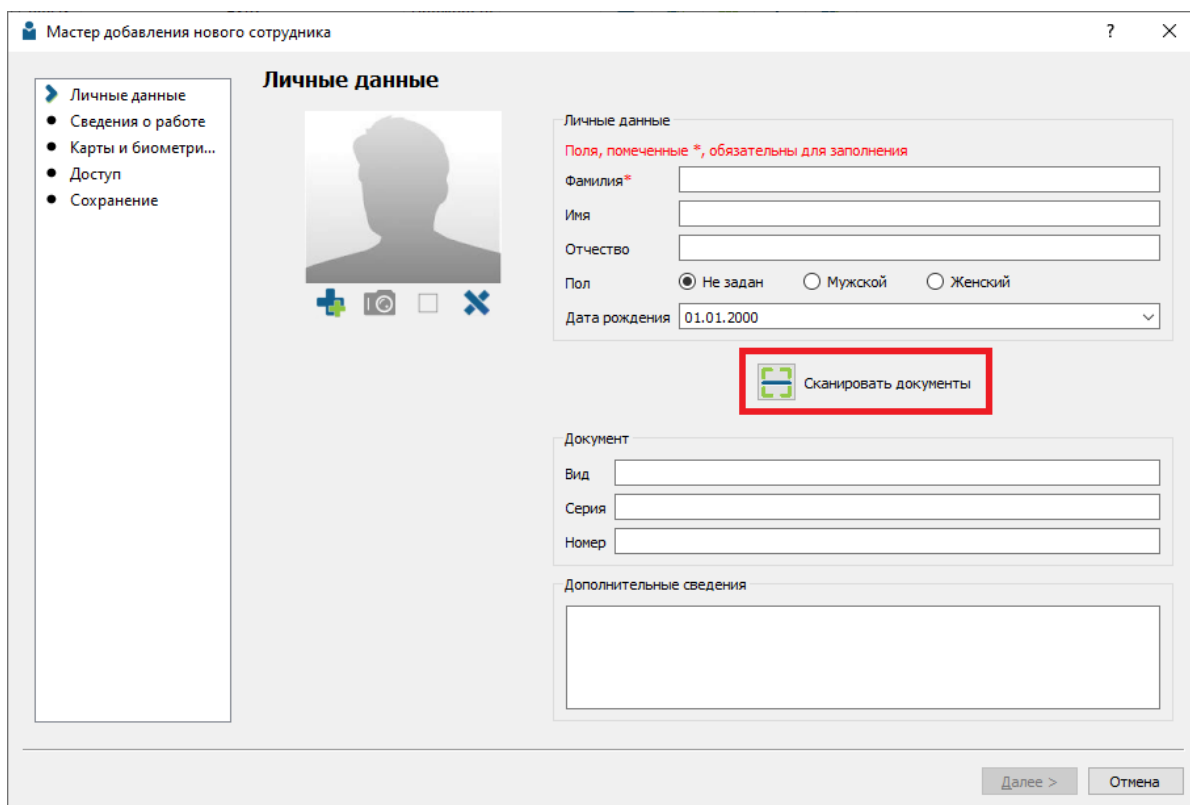 Мастер добавления нового сотрудника
?
Личные данные
Сведения о работе
Карты и биометри...
Доступ
Сохранение
Личные данные
Личные данные
Поля, помеченные *, обязательны для заполнения
Фамилия*
Имя
Отчество
Пол
Не задан
Мужской
Женский
Дата рождения
01.01.2000
Сканировать документы
Документ
Вид
Серия
Номер
Дополнительные сведения
Далее >
Отмена